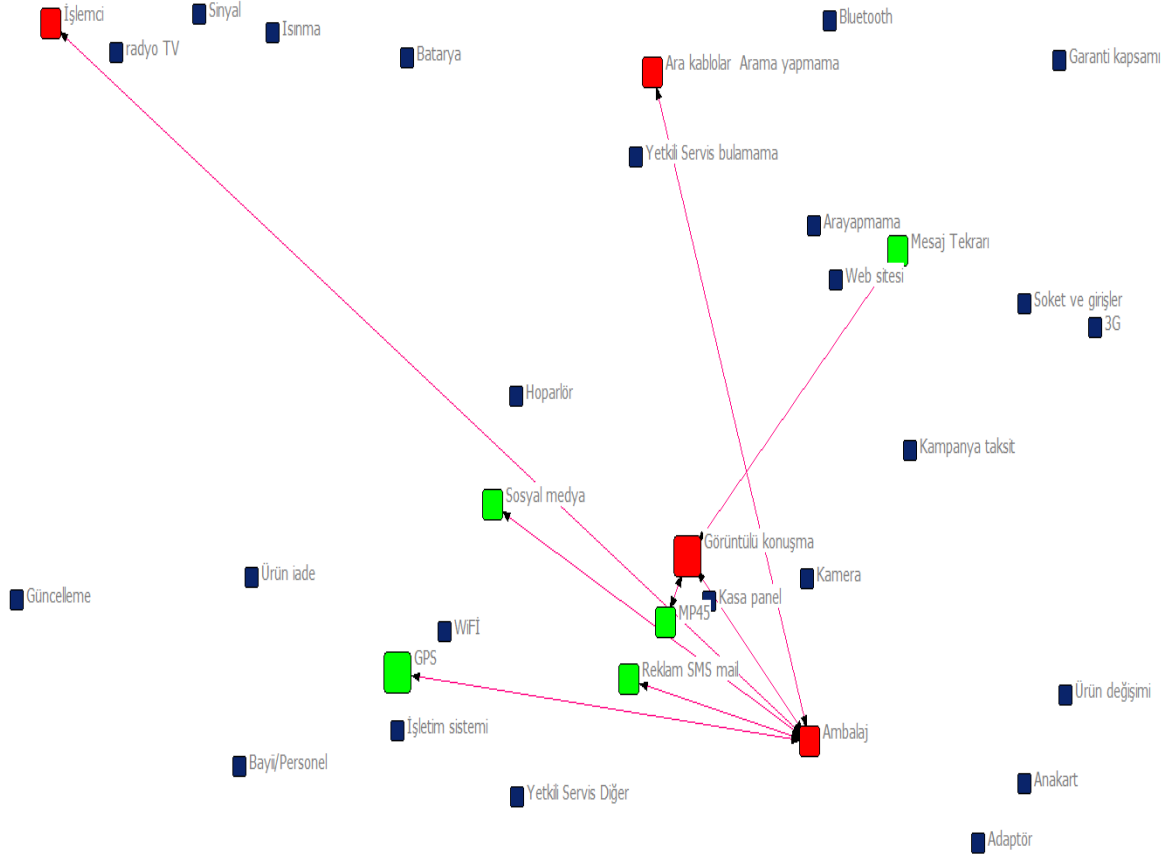 İşlemci
Sinyal
radyo TV
Isınma
Batarya
Bluetooth
Ara kablolar Arama yapmama
Garanti kapsamı
Yetkili Servis bulamama
Arayapmama
Mesaj Tekrarı
Web sitesi
Soket ve girişler
3G
Hoparlör
Kampanya taksit
Sosyal medya
Görüntülü konuşma
Ürün iade
Kamera
Güncelleme
Kasa panel
MP45
WiFİ
GPS
Reklam SMS mail
Ürün değişimi
İşletim sistemi
Ambalaj
Bayii/Personel
Anakart
Yetkili Servis Diğer
Adaptör